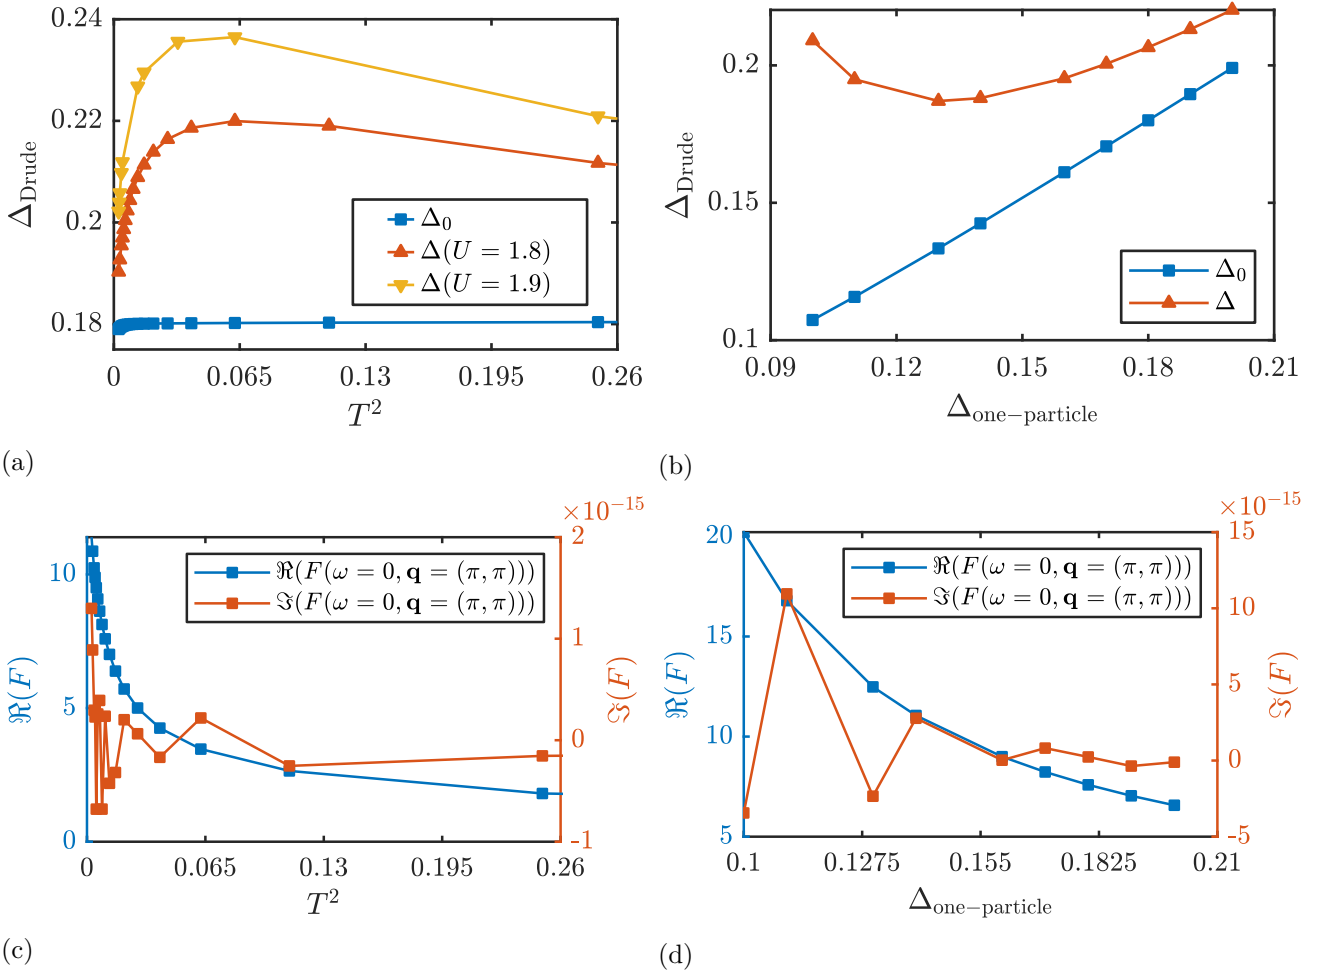 0.24
0.22
0.2
0.18
Δ_Drude
Δ₀
Δ(U = 1.8)
Δ(U = 1.9)
0 0.065 0.13 0.195 0.26
T²
(a)
0.2
0.15
0.1
Δ_Drude
Δ₀
Δ
0.09 0.12 0.15 0.18 0.21
Δ_one−particle
(b)
×10⁻¹⁵
10
5
0
ℜ(F)
ℜ(F(ω = 0, q = (π, π)))
ℑ(F(ω = 0, q = (π, π)))
2
1
0
-1
ℑ(F)
0 0.065 0.13 0.195 0.26
T²
(c)
×10⁻¹⁵
20
15
10
5
ℜ(F)
ℜ(F(ω = 0, q = (π, π)))
ℑ(F(ω = 0, q = (π, π)))
15
10
5
0
-5
ℑ(F)
0.1 0.1275 0.155 0.1825 0.21
Δ_one−particle
(d)